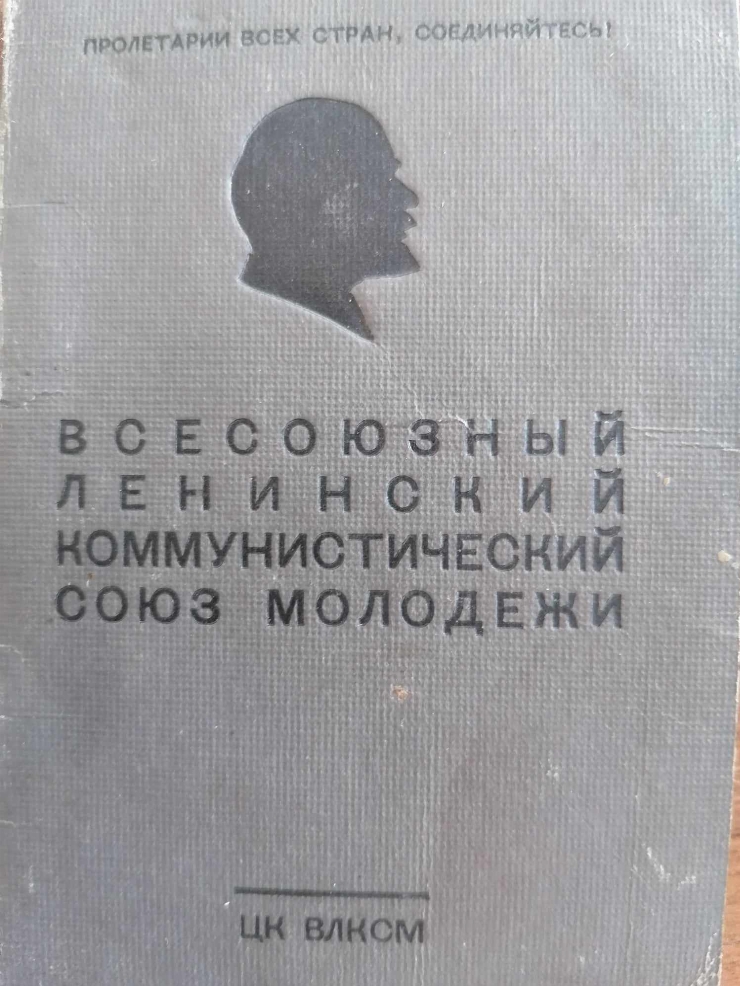 ПРОЛЕТАРИИ ВСЕХ СТРАН, СОЕДИНЯЙТЕСЬ!
ВСЕСОЮЗНЫЙ
ЛЕНИНСКИЙ
КОММУНИСТИЧЕСКИЙ
СОЮЗ МОЛОДЕЖИ
ЦК ВЛКСМ